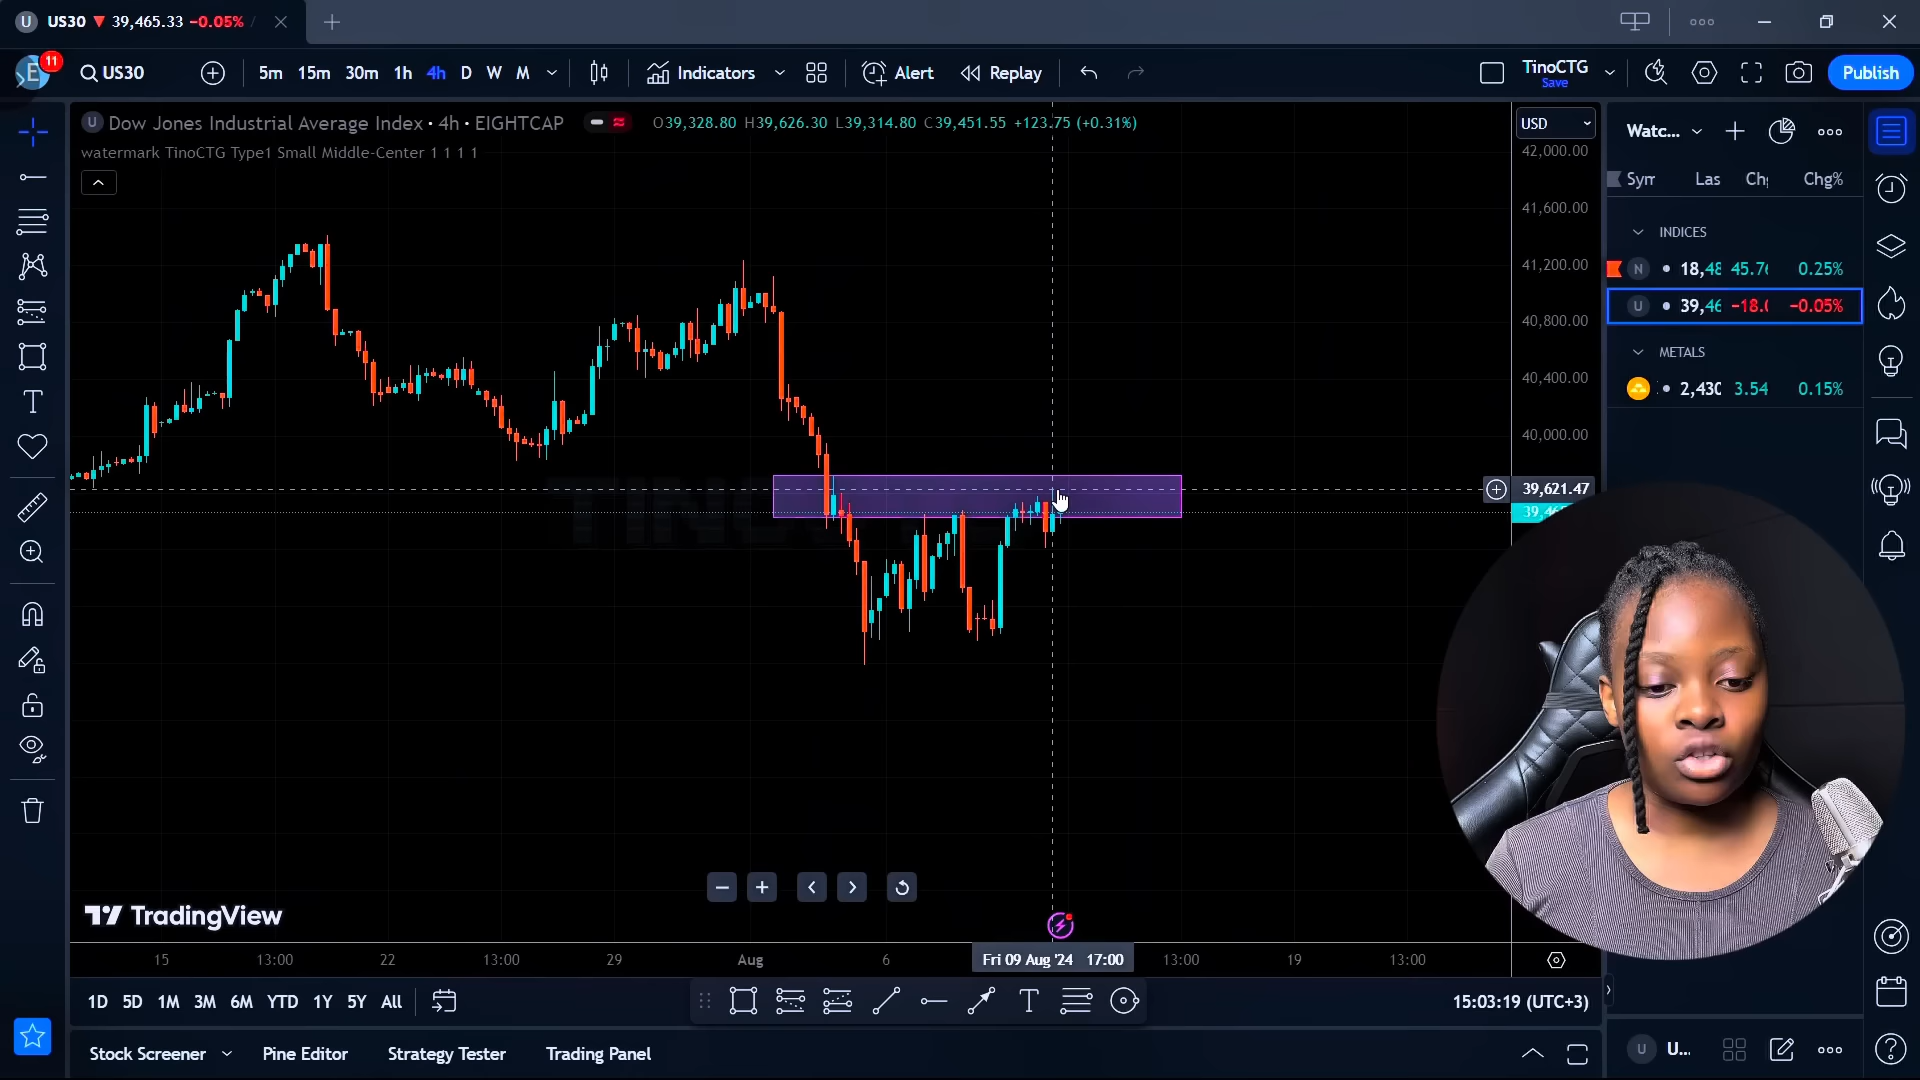 U US30 39,465.33 −0.05% /
11
E US30 5m 15m 30m 1h 4h D W M Indicators Alert Replay TinoCTG Save Publish
U Dow Jones Industrial Average Index • 4h • EIGHTCAP O39,328.80 H39,626.30 L39,314.80 C39,451.55 +123.75 (+0.31%)
watermark TinoCTG Type1 Small Middle-Center 1 1 1 1
USD
42,000.00
41,600.00
41,200.00
40,800.00
40,400.00
40,000.00
39,621.47
Watc...
Sym Las Chg Chg%
INDICES
N 18,48 45.76 0.25%
U 39,46 −18.0 −0.05%
METALS
2,430 3.54 0.15%
TradingView
15 13:00 22 13:00 29 Aug 6 Fri 09 Aug '24 17:00 13:00 19 13:00
1D 5D 1M 3M 6M YTD 1Y 5Y All T 15:03:19 (UTC+3)
Stock Screener Pine Editor Strategy Tester Trading Panel
U U...